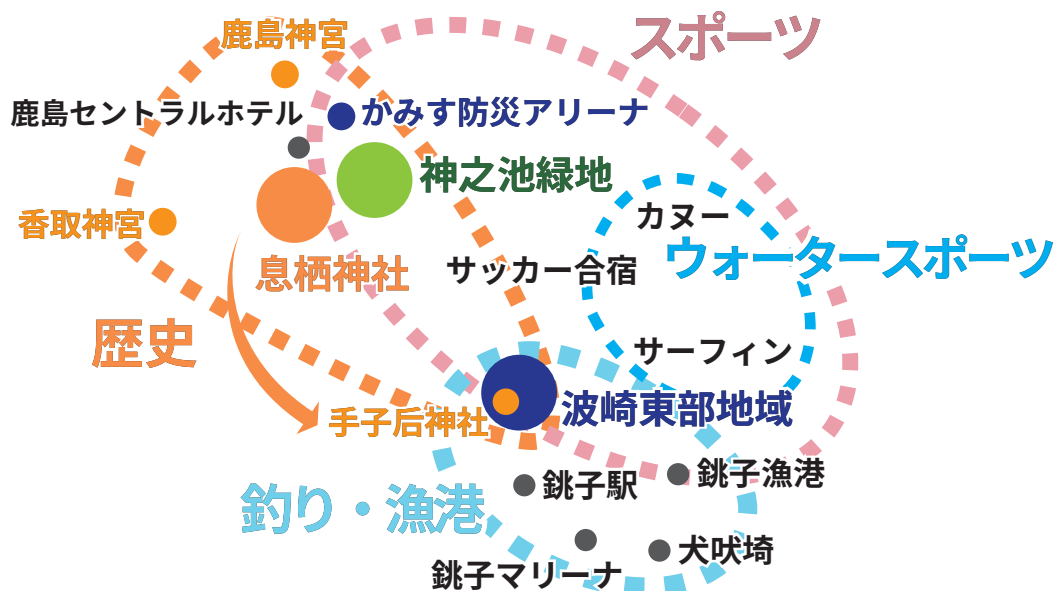 鹿島神宮
スポーツ
鹿島セントラルホテル
かみす防災アリーナ
神之池緑地
香取神宮
カヌー
ウォータースポーツ
息栖神社
サッカー合宿
歴史
サーフィン
手子后神社
波崎東部地域
銚子駅
銚子漁港
釣り・漁港
銚子マリーナ
犬吠埼